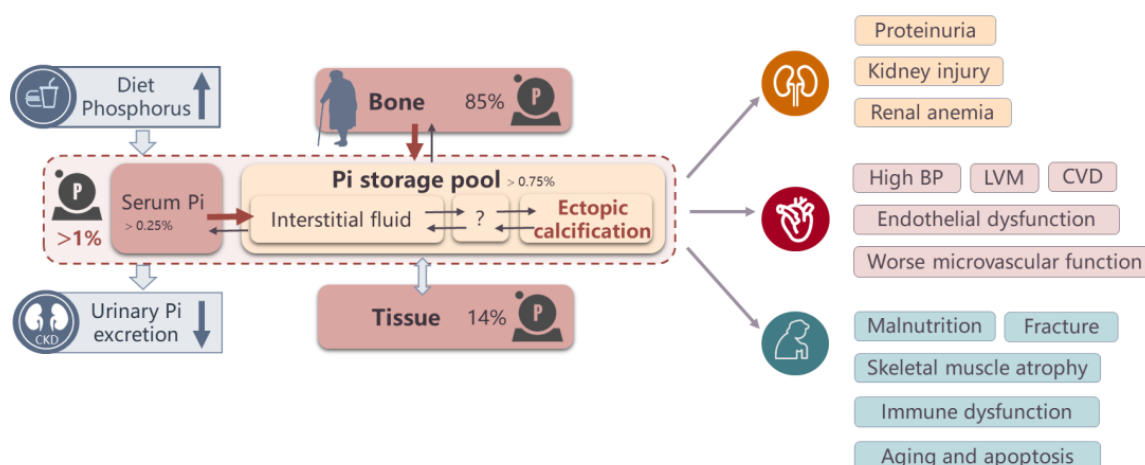 Diet
Phosphorus
Bone 85% P
P
>1%
Serum Pi
> 0.25%
Pi storage pool > 0.75%
Interstitial fluid
?
Ectopic
calcification
CKD
Urinary Pi
excretion
Tissue 14% P
Proteinuria
Kidney injury
Renal anemia
High BP LVM CVD
Endothelial dysfunction
Worse microvascular function
Malnutrition Fracture
Skeletal muscle atrophy
Immune dysfunction
Aging and apoptosis